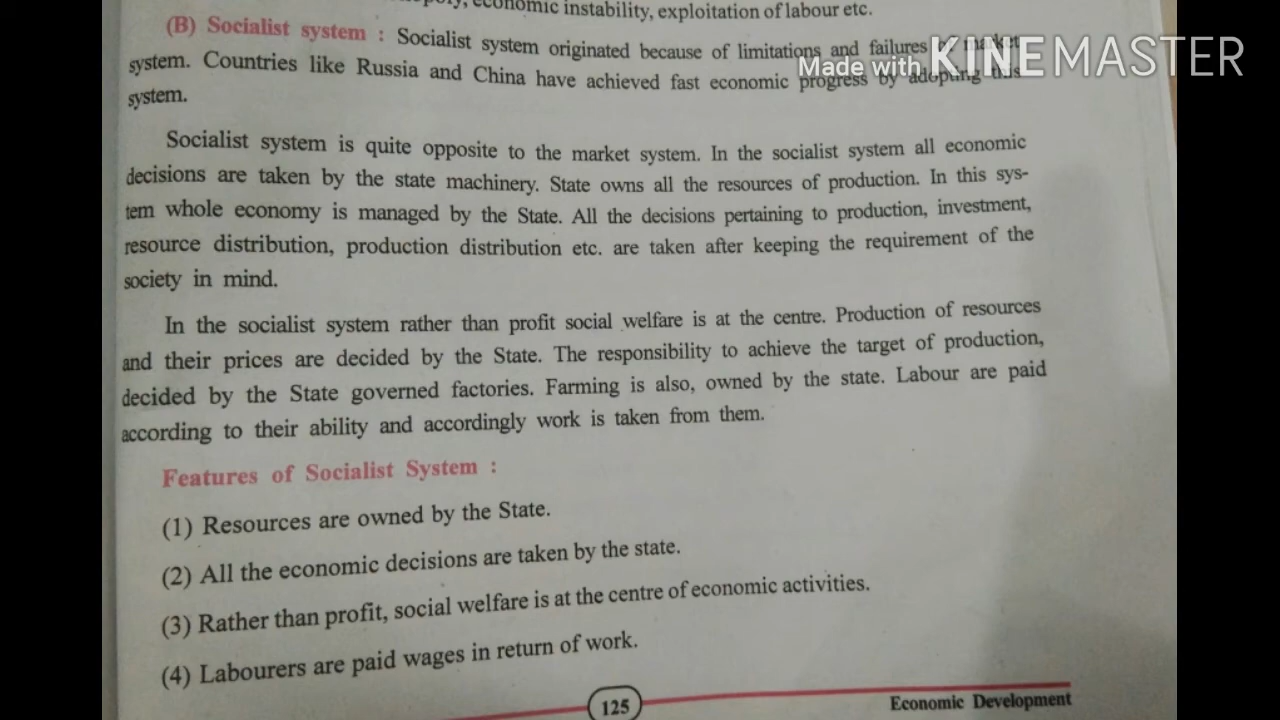 economic instability, exploitation of labour etc.
(B) Socialist system : Socialist system originated because of limitations and failures
Made with KINEMASTER
system. Countries like Russia and China have achieved fast economic progress by adopting this
system.
Socialist system is quite opposite to the market system. In the socialist system all economic
decisions are taken by the state machinery. State owns all the resources of production. In this sys-
tem whole economy is managed by the State. All the decisions pertaining to production, investment,
resource distribution, production distribution etc. are taken after keeping the requirement of the
society in mind.
In the socialist system rather than profit social welfare is at the centre. Production of resources
and their prices are decided by the State. The responsibility to achieve the target of production,
decided by the State governed factories. Farming is also, owned by the state. Labour are paid
according to their ability and accordingly work is taken from them.
Features of Socialist System :
(1) Resources are owned by the State.
(2) All the economic decisions are taken by the state.
(3) Rather than profit, social welfare is at the centre of economic activities.
(4) Labourers are paid wages in return of work.
125
Economic Development